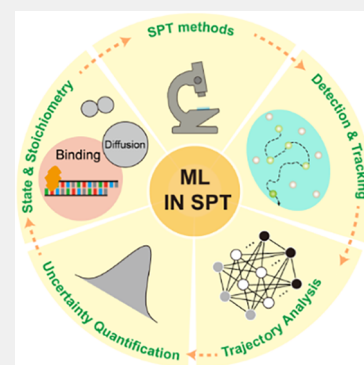 SPT methods
Detection & Tracking
Trajectory Analysis
Uncertainty Quantification
State & Stoichiometry
Diffusion
Binding
ML
IN SPT